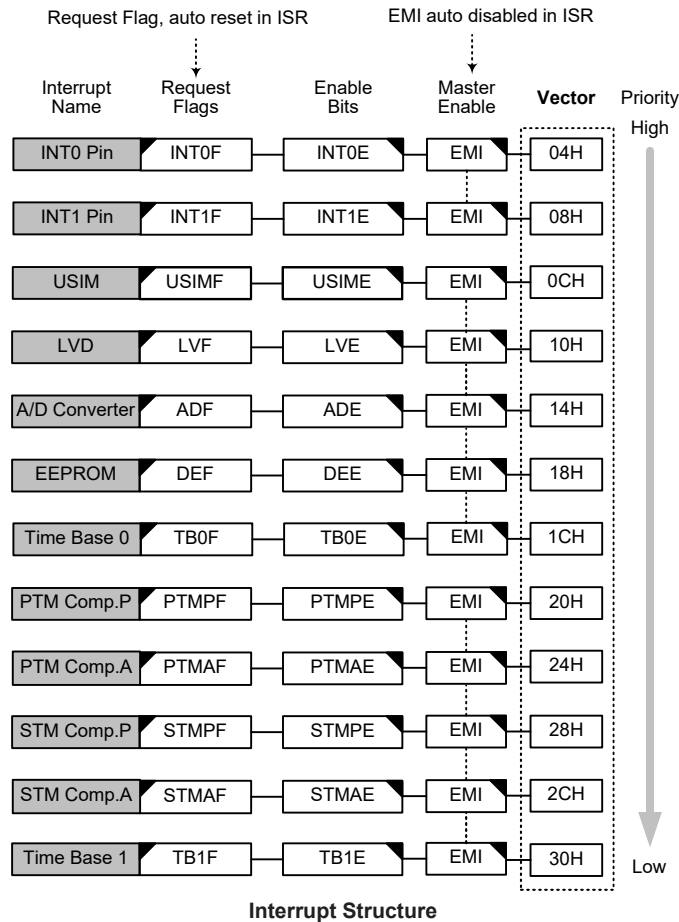 Request Flag, auto reset in ISR
EMI auto disabled in ISR
Interrupt Name
Request Flags
Enable Bits
Master Enable
Vector
Priority
High
INT0 Pin INT0F INT0E EMI 04H
INT1 Pin INT1F INT1E EMI 08H
USIM USIMF USIME EMI 0CH
LVD LVF LVE EMI 10H
A/D Converter ADF ADE EMI 14H
EEPROM DEF DEE EMI 18H
Time Base 0 TB0F TB0E EMI 1CH
PTM Comp.P PTMPF PTMPE EMI 20H
PTM Comp.A PTMAF PTMAE EMI 24H
STM Comp.P STMPF STMPE EMI 28H
STM Comp.A STMAF STMAE EMI 2CH
Time Base 1 TB1F TB1E EMI 30H
Low
Interrupt Structure